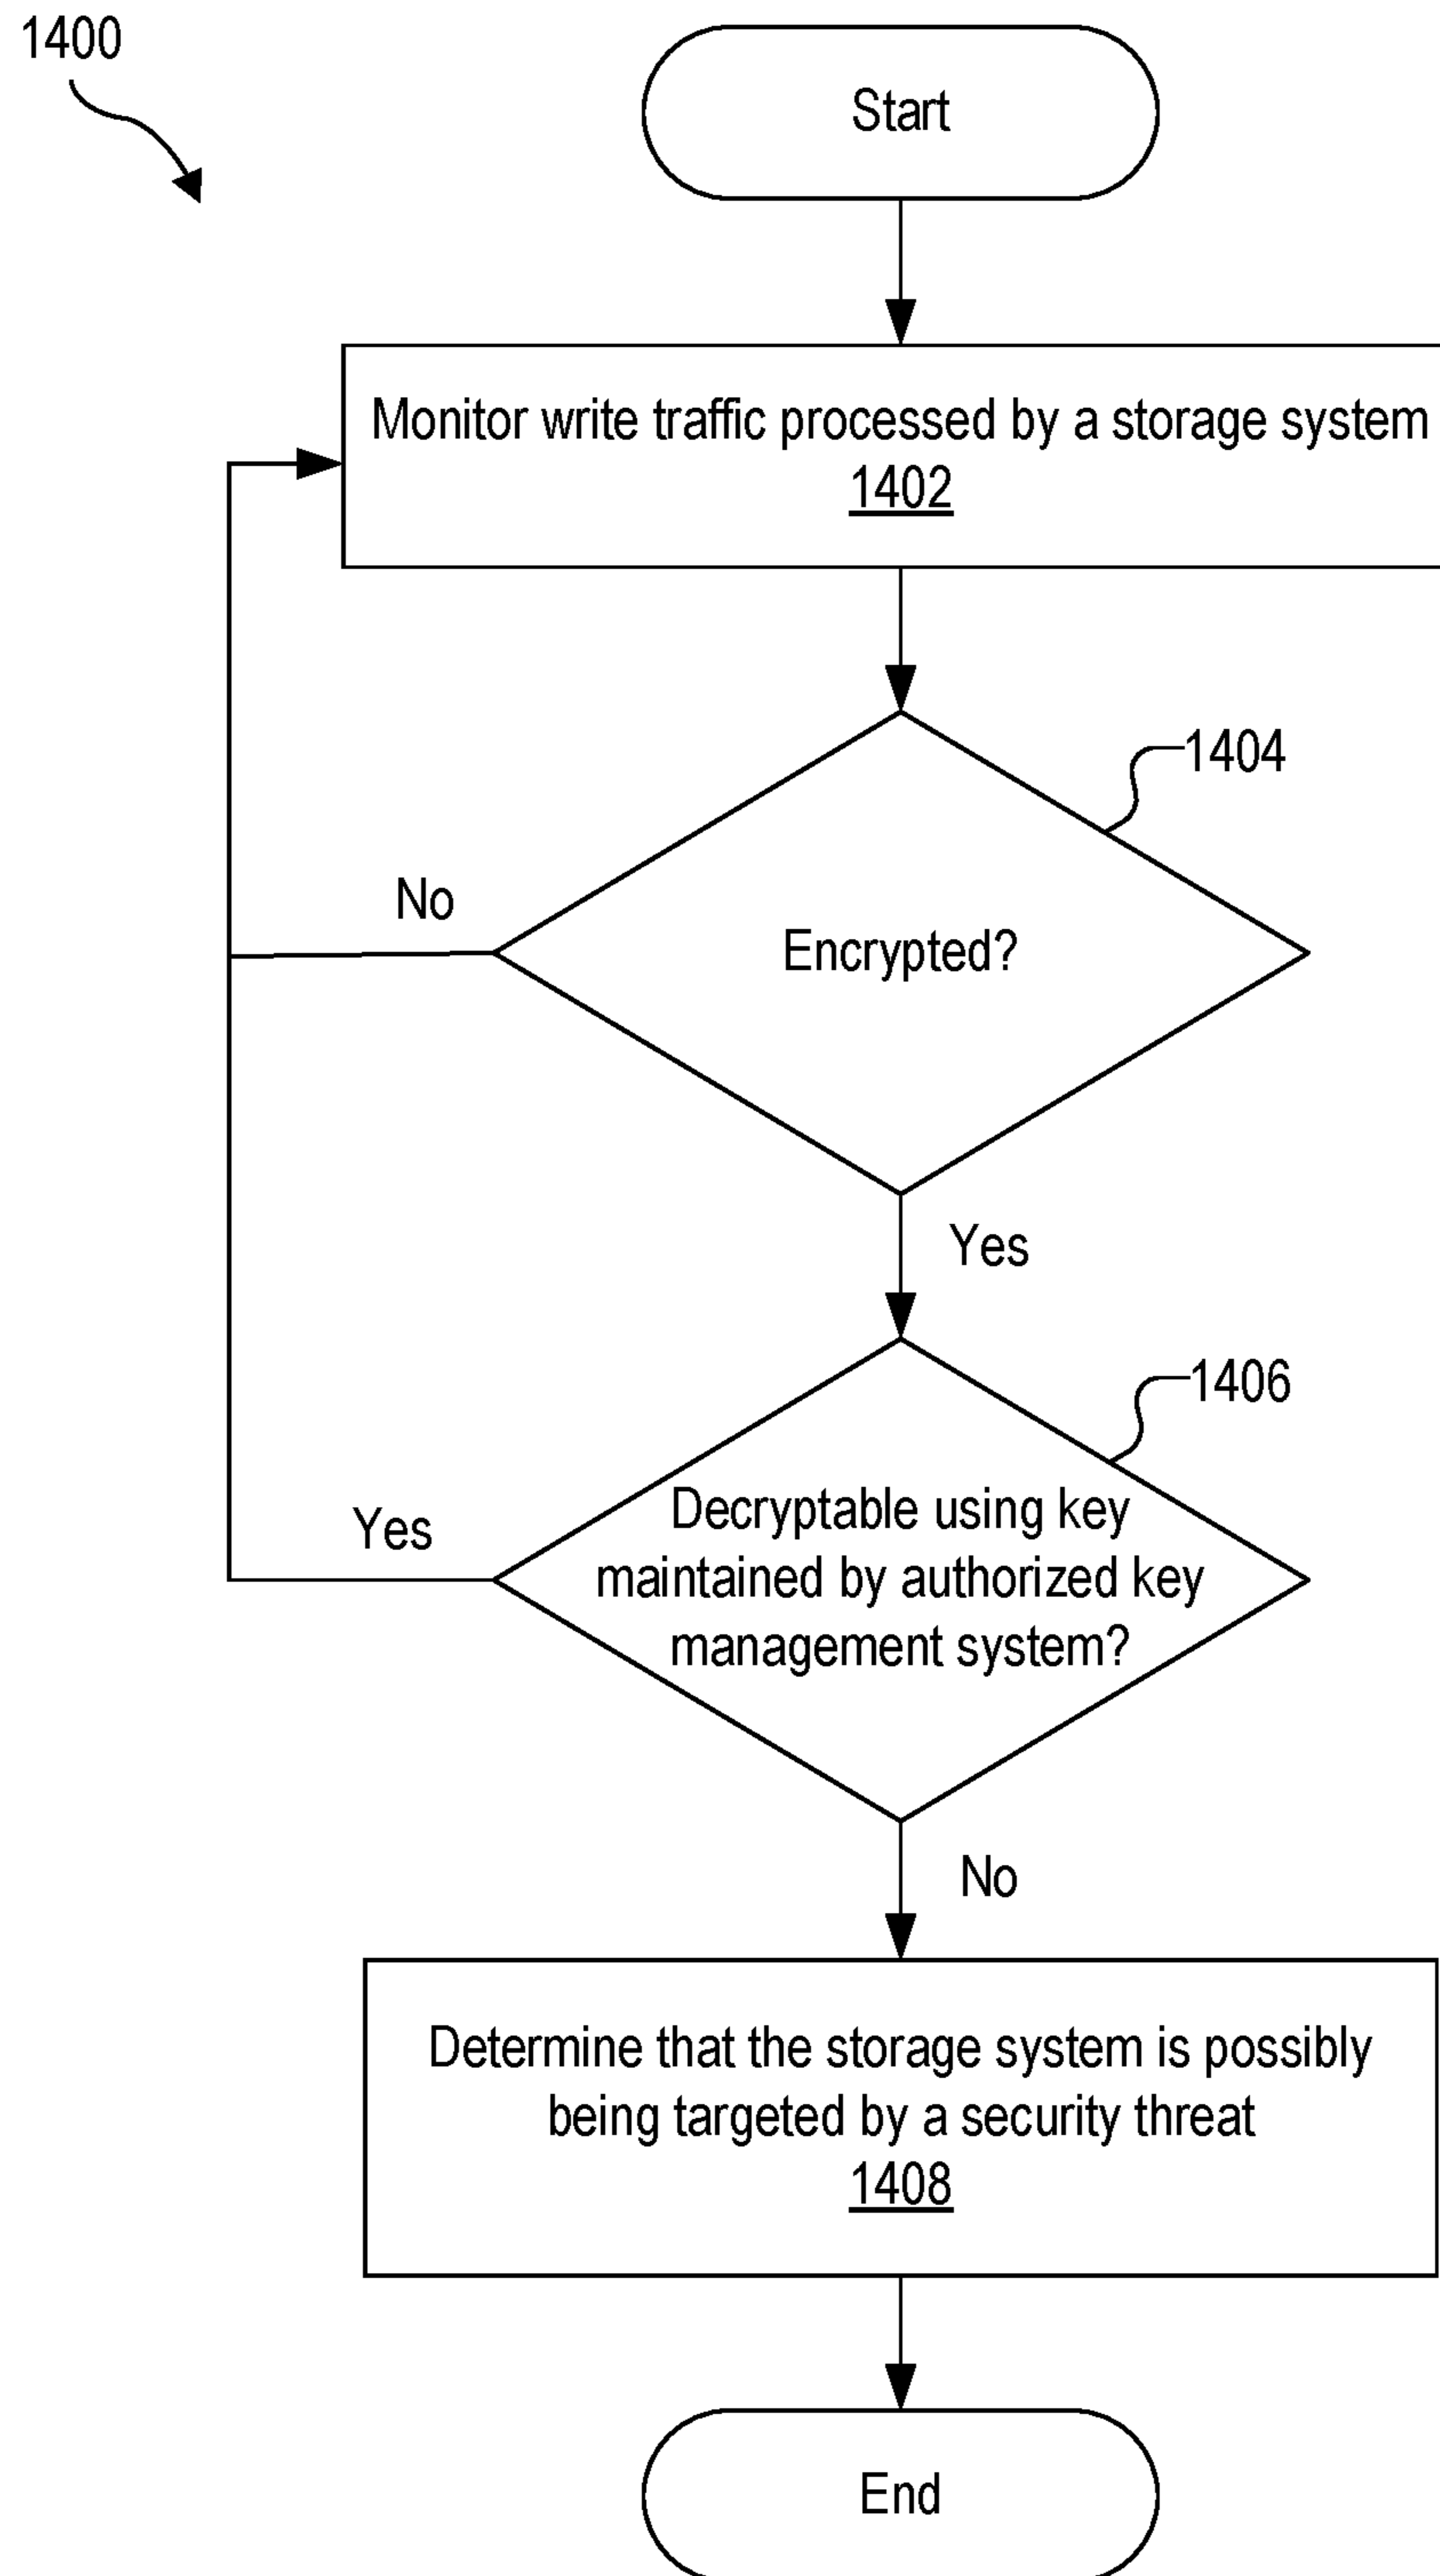 1400
Start
Monitor write traffic processed by a storage system
1402
1404
No
Encrypted?
Yes
1406
Yes
Decryptable using key
maintained by authorized key
management system?
No
Determine that the storage system is possibly
being targeted by a security threat
1408
End